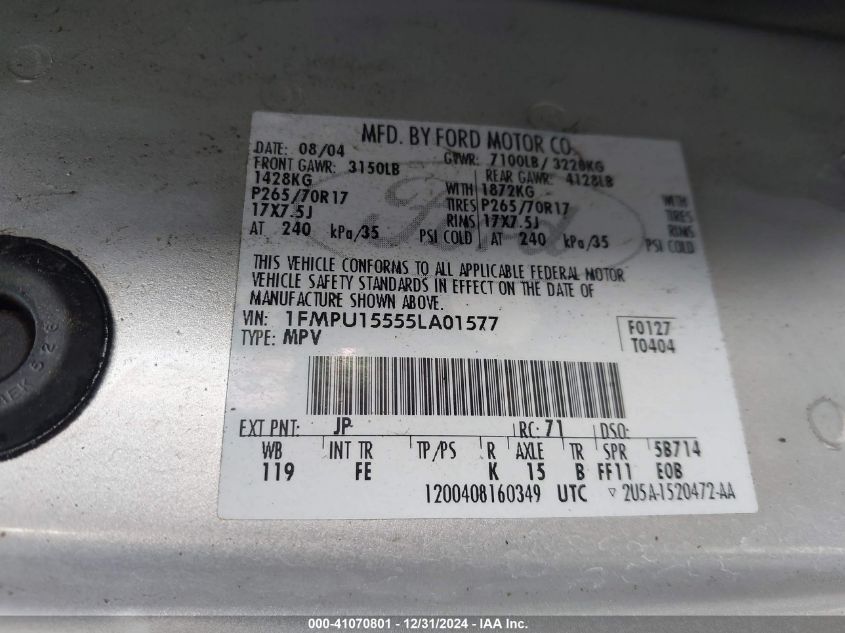 MFD. BY FORD MOTOR CO.
DATE: 08/04 GVWR: 7100LB/ 3220KG
FRONT GAWR: 3150LB REAR GAWR: 4128LB
1428KG WITH 1872KG WITH
P265/70R17 TIRES P265/70R17 TIRES
17X7.5J RIMS 17X7.5J RIMS
AT 240 kPa/35 PSI COLD AT 240 kPa/35 PSI COLD
Ford
THIS VEHICLE CONFORMS TO ALL APPLICABLE FEDERAL MOTOR
VEHICLE SAFETY STANDARDS IN EFFECT ON THE DATE OF
MANUFACTURE SHOWN ABOVE.
VIN: 1FMPU15555LA01577 F0127
TYPE: MPV T0404
EXT PNT: JP RC: 71 DSO:
WB INT TR TP/PS R AXLE TR SPR 5B714
119 FE K 15 B FF11 EOB
1200408160349 UTC ▽ 2U5A-1520472-AA
MEK 526
000-41070801 - 12/31/2024 - IAA Inc.